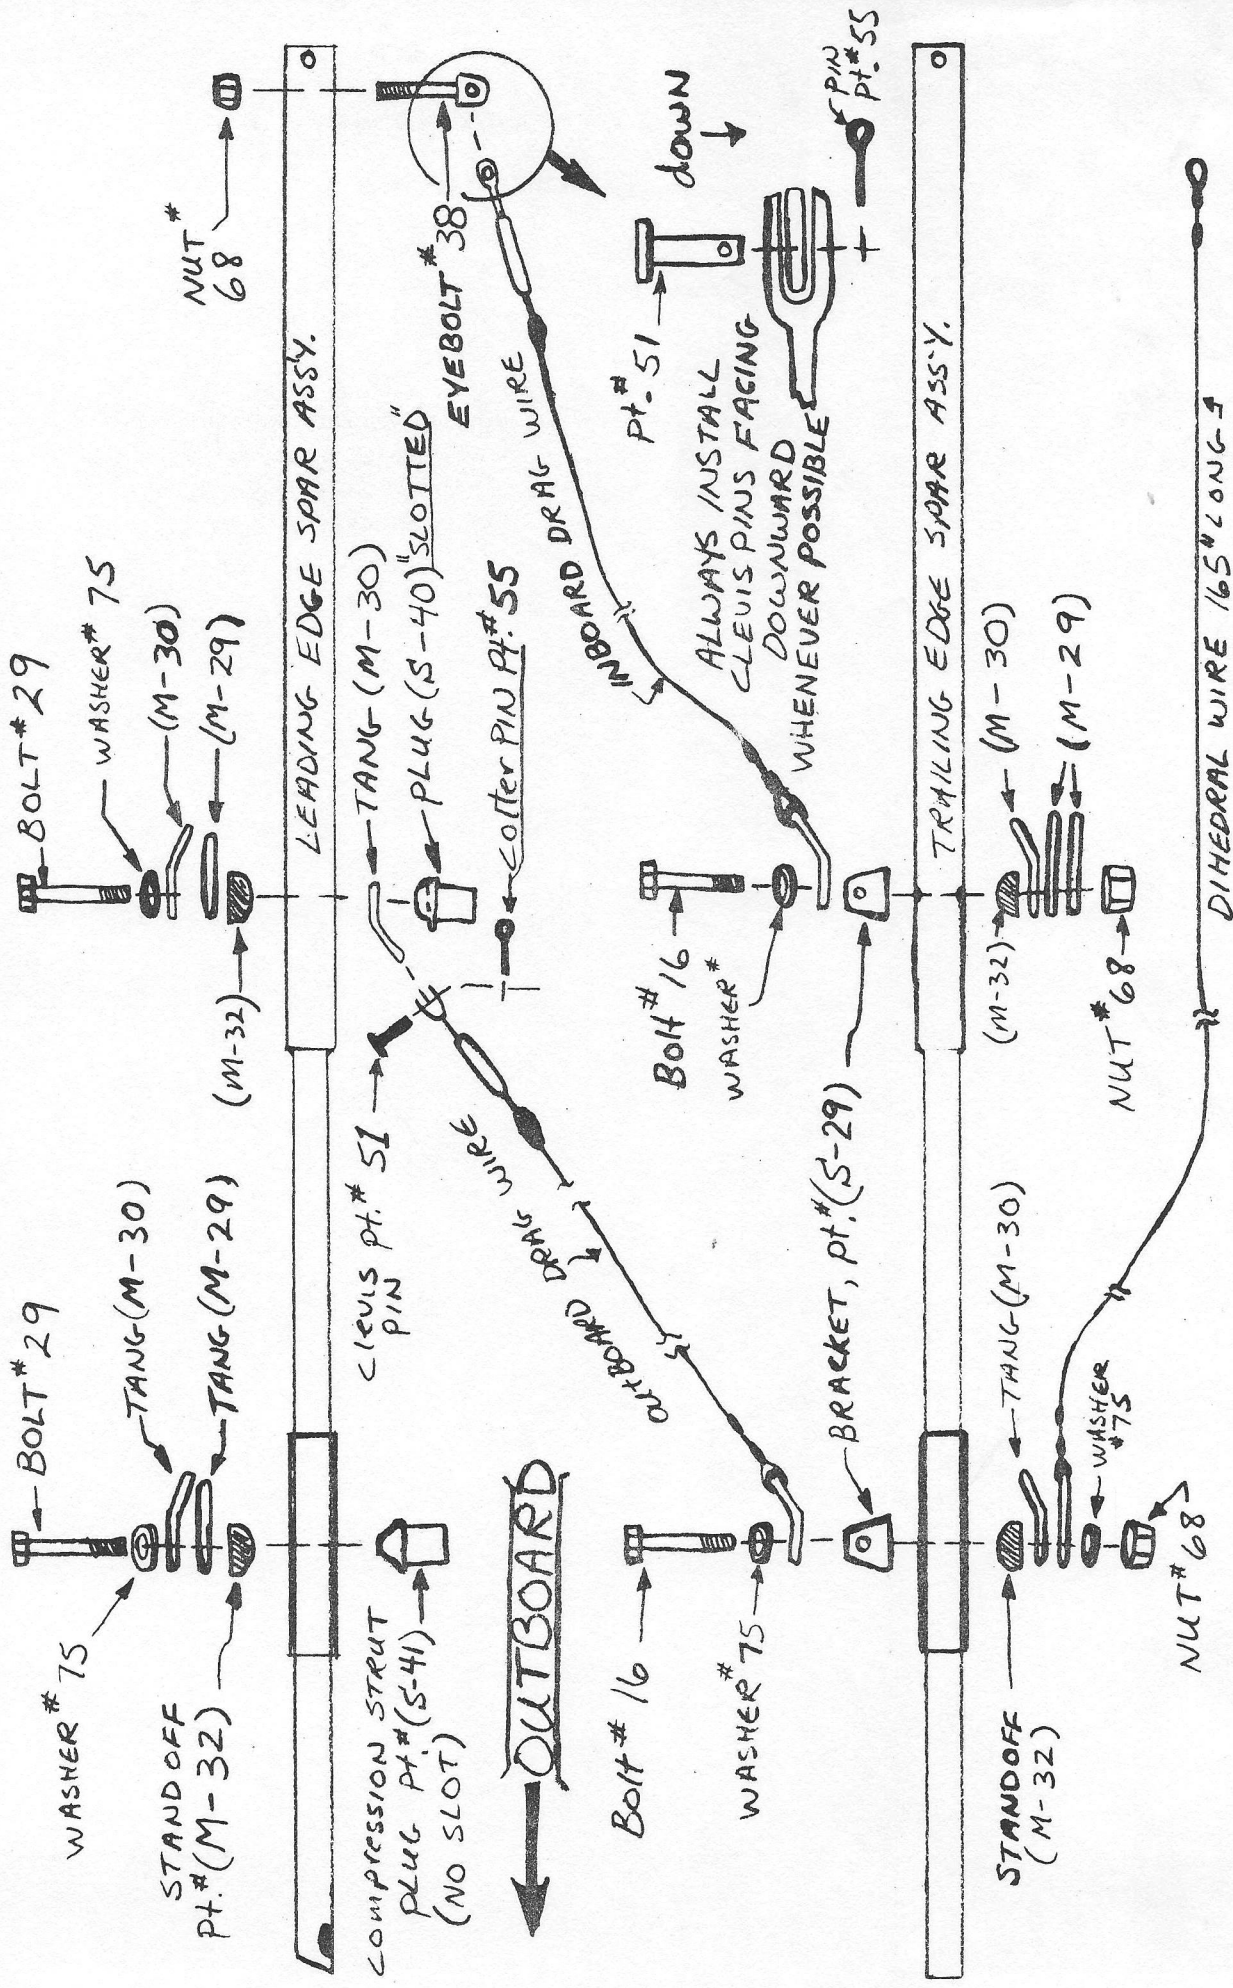 BOLT # 29
WASHER # 75
TANG (M-30)
TANG (M-29)
STANDOFF
Pt.# (M-32)
BOLT # 29
WASHER # 75
(M-30)
(M-29)
(M-32)
NUT #
68
LEADING EDGE SPAR ASS'Y.
COMPRESSION STRUT
PLUG Pt.# (S-41)
(NO SLOT)
CLEVIS Pt.# 51
PIN
TANG (M-30)
PLUG (S-40) "SLOTTED"
COTTER PIN Pt.# 55
EYEBOLT # 38
OUTBOARD
OUTBOARD DRAG WIRE
INBOARD DRAG WIRE
Pt.# 51
down
PIN
Pt.# 55
ALWAYS INSTALL
CLEVIS PINS FACING
DOWNWARD
WHENEVER POSSIBLE
Bolt # 16
WASHER # 75
BRACKET, Pt.# (S-29)
Bolt # 16
WASHER #
TRAILING EDGE SPAR ASS'Y.
STANDOFF
(M-32)
TANG (M-30)
WASHER
#75
NUT # 68
(M-32)
(M-30)
(M-29)
NUT # 68
DIHEDRAL WIRE 165" LONG